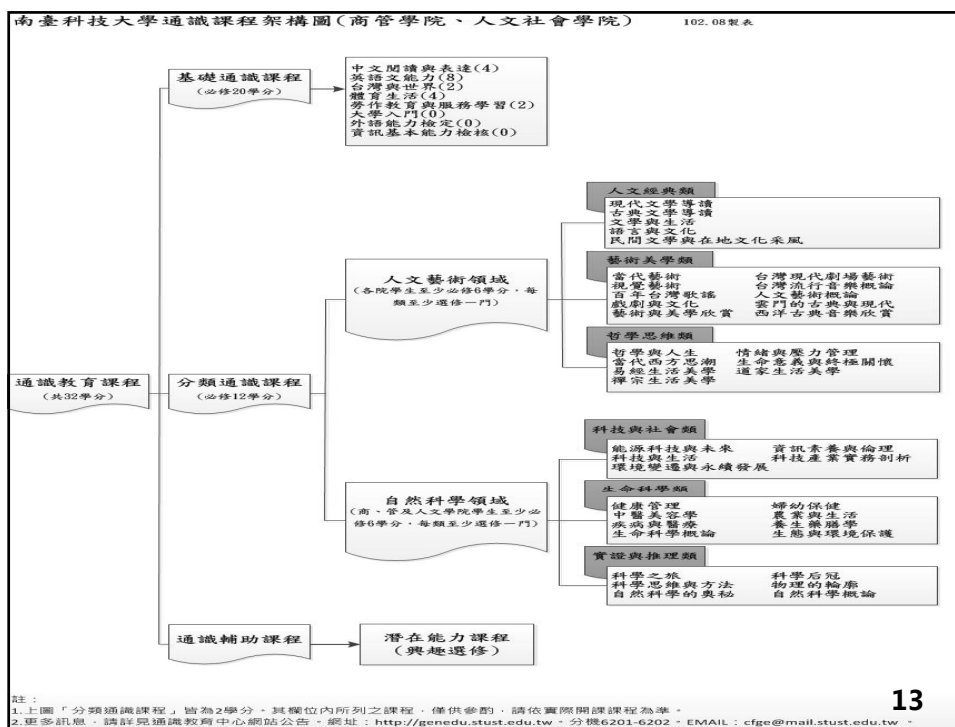 南臺科技大學通識課程架構圖(商管學院、人文社會學院) 102.08製表
基礎通識課程
(必修20學分)
中文閱讀與表達(4)
英語文能力(8)
台灣與世界(2)
體育生活(4)
勞作教育與服務學習(2)
大學入門(0)
外語能力檢定(0)
資訊基本能力檢核(0)
通識教育課程
(共32學分)
分類通識課程
(必修12學分)
人文藝術領域
(各院學生至少必修6學分，每
類至少選修一門)
人文經典類
現代文學導讀
古典文學導讀
文學與生活
語言與文化
民間文學與在地文化采風
藝術美學類
當代藝術 台灣現代劇場藝術
視覺藝術 台灣流行音樂概論
百年台灣歌謠 人文藝術概論
戲劇與文化 雲門的古典與現代
藝術與美學欣賞 西洋古典音樂欣賞
哲學思維類
哲學與人生 情緒與壓力管理
當代西方思潮 生命意義與終極關懷
易經生活美學 道家生活美學
禪宗生活美學
自然科學領域
(商、管及人文學院學生至少必
修6學分，每類至少選修一門)
科技與社會類
能源科技與未來 資訊素養與倫理
科技與生活 科技產業實務剖析
環境變遷與永續發展
生命科學類
健康管理 婦幼保健
中醫美容學 農業與生活
疾病與醫療 養生藥膳學
生命科學概論 生態與環境保護
實證與推理類
科學之旅 科學后冠
科學思維與方法 物理的輪廓
自然科學的奧秘 自然科學概論
通識輔助課程
潛在能力課程
(興趣選修)
註：
1.上圖「分類通識課程」皆為2學分。其欄位內所列之課程，僅供參酌，請依實際開課課程為準。
2.更多訊息，請詳見通識教育中心網站公告。網址：http://genedu.stust.edu.tw。分機6201-6202。EMAIL：cfge@mail.stust.edu.tw。
13